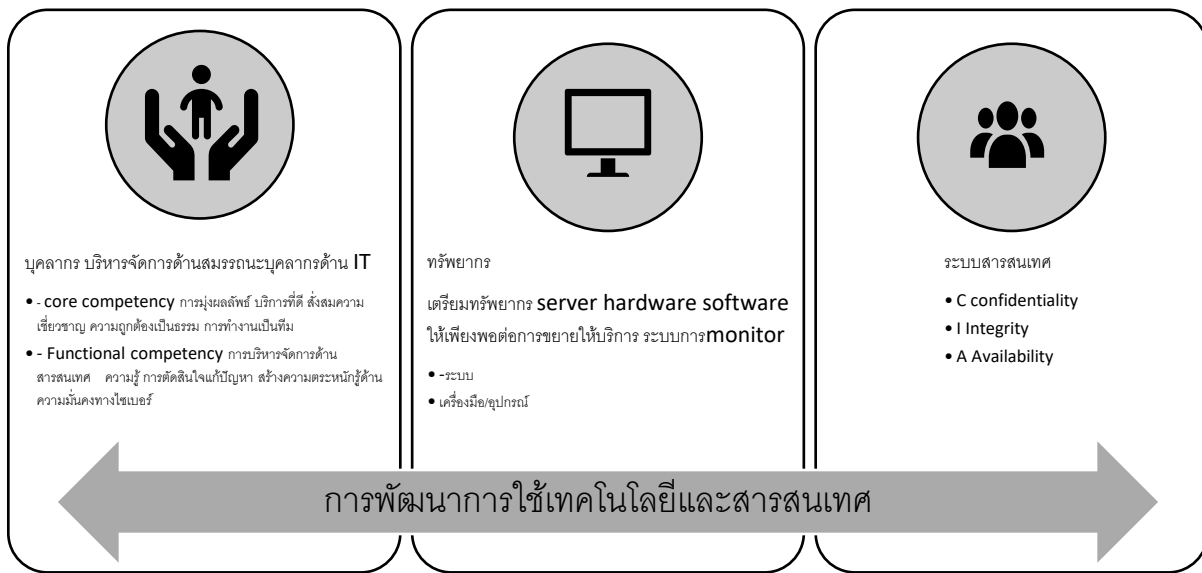 บุคลากร บริหารจัดการด้านสมรรถนะบุคลากรด้าน IT
• - core competency การมุ่งผลลัพธ์ บริการที่ดี สั่งสมความ
เชี่ยวชาญ ความถูกต้องเป็นธรรม การทำงานเป็นทีม
• - Functional competency การบริหารจัดการด้าน
สารสนเทศ ความรู้ การตัดสินใจแก้ปัญหา สร้างความตระหนักรู้ด้าน
ความมั่นคงทางไซเบอร์
ทรัพยากร
เตรียมทรัพยากร server hardware software
ให้เพียงพอต่อการขยายให้บริการ ระบบการmonitor
• -ระบบ
• เครื่องมือ/อุปกรณ์
ระบบสารสนเทศ
• C confidentiality
• I Integrity
• A Availability
การพัฒนาการใช้เทคโนโลยีและสารสนเทศ